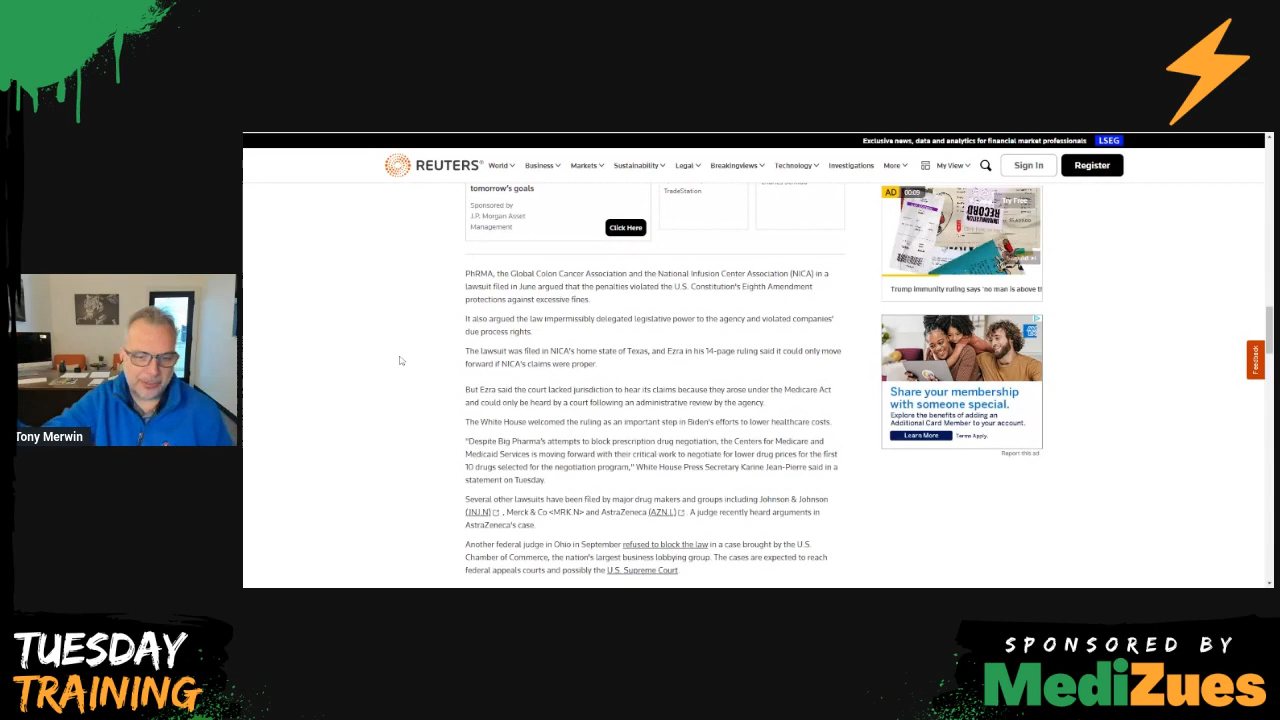 Exclusive news, data and analytics for financial market professionals LSEG
REUTERS® World Business Markets Sustainability Legal Breakingviews Technology Investigations More My View Sign In Register
tomorrow's goals
Sponsored by
J.P. Morgan Asset
Management
Click Here
TradeStation
AD 00:09
Try Free
RECORD
Trump immunity ruling says 'no man is above th
PhRMA, the Global Colon Cancer Association and the National Infusion Center Association (NICA) in a
lawsuit filed in June argued that the penalties violated the U.S. Constitution's Eighth Amendment
protections against excessive fines.
It also argued the law impermissibly delegated legislative power to the agency and violated companies'
due process rights.
The lawsuit was filed in NICA's home state of Texas, and Ezra in his 14-page ruling said it could only move
forward if NICA's claims were proper.
But Ezra said the court lacked jurisdiction to hear its claims because they arose under the Medicare Act
and could only be heard by a court following an administrative review by the agency.
The White House welcomed the ruling as an important step in Biden's efforts to lower healthcare costs.
"Despite Big Pharma's attempts to block prescription drug negotiation, the Centers for Medicare and
Medicaid Services is moving forward with their critical work to negotiate for lower drug prices for the first
10 drugs selected for the negotiation program," White House Press Secretary Karine Jean-Pierre said in a
statement on Tuesday.
Several other lawsuits have been filed by major drug makers and groups including Johnson & Johnson
(JNJ.N) , Merck & Co <MRK.N> and AstraZeneca (AZN.L) . A judge recently heard arguments in
AstraZeneca's case.
Another federal judge in Ohio in September refused to block the law in a case brought by the U.S.
Chamber of Commerce, the nation's largest business lobbying group. The cases are expected to reach
federal appeals courts and possibly the U.S. Supreme Court.
Share your membership
with someone special.
Explore the benefits of adding an
Additional Card Member to your account.
Learn More Terms Apply.
Report this ad
Feedback
Tony Merwin
TUESDAY
TRAINING
SPONSORED BY
MediZues